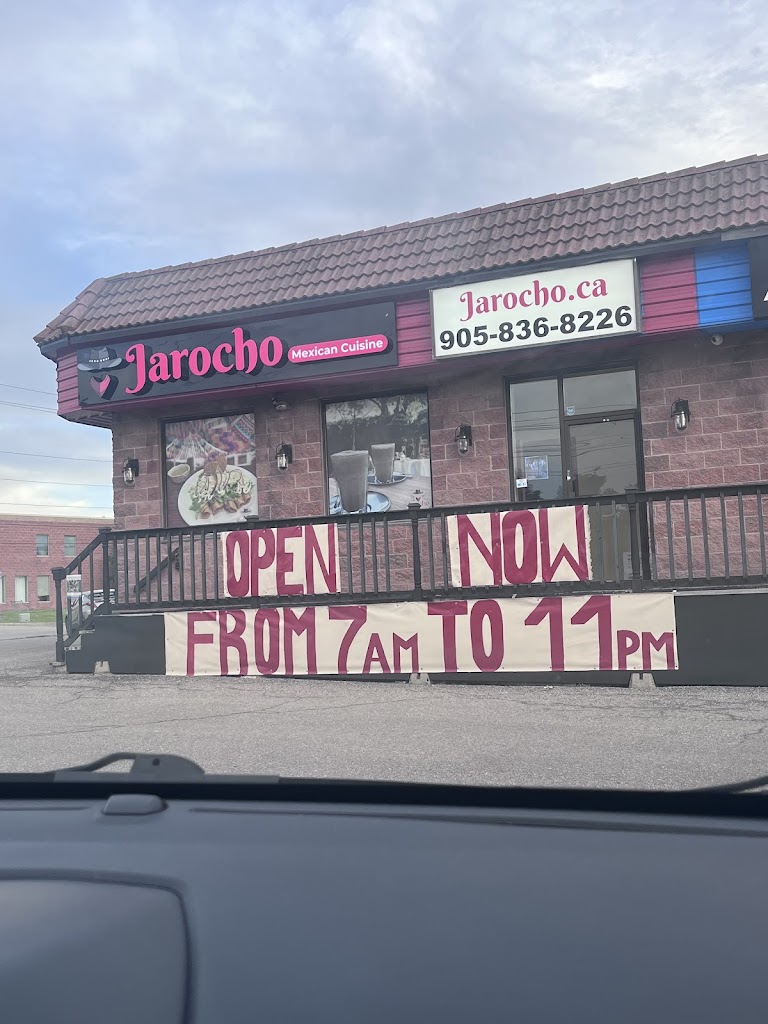 Jarocho
Mexican Cuisine
Jarocho.ca
905-836-8226
OPEN NOW
FROM 7AM TO 11PM